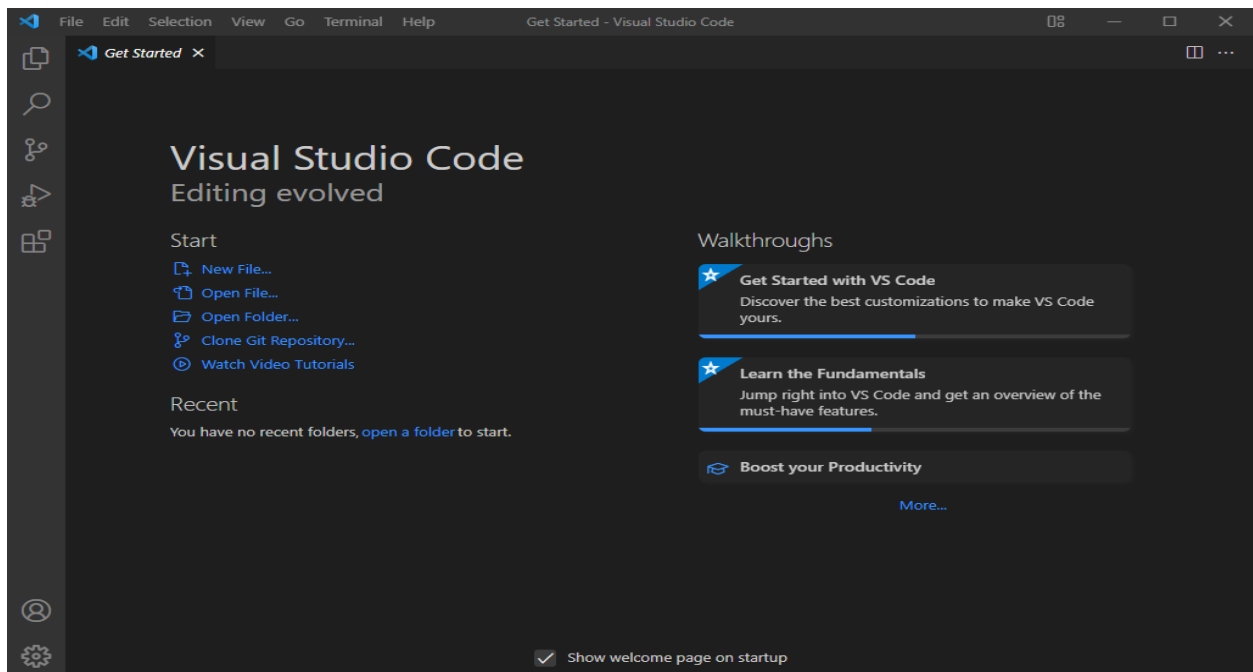 File Edit Selection View Go Terminal Help Get Started - Visual Studio Code
Get Started
Visual Studio Code
Editing evolved
Start
New File...
Open File...
Open Folder...
Clone Git Repository...
Watch Video Tutorials
Recent
You have no recent folders, open a folder to start.
Walkthroughs
Get Started with VS Code
Discover the best customizations to make VS Code
yours.
Learn the Fundamentals
Jump right into VS Code and get an overview of the
must-have features.
Boost your Productivity
More...
Show welcome page on startup